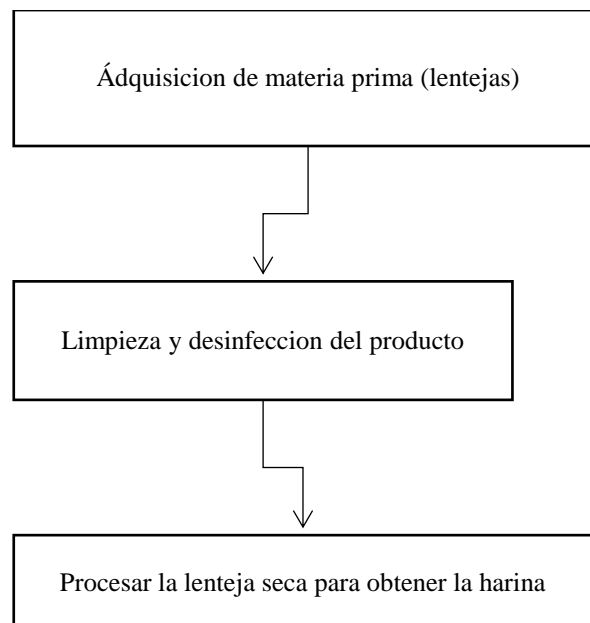 Ádquisicion de materia prima (lentejas)
Limpieza y desinfeccion del producto
Procesar la lenteja seca para obtener la harina